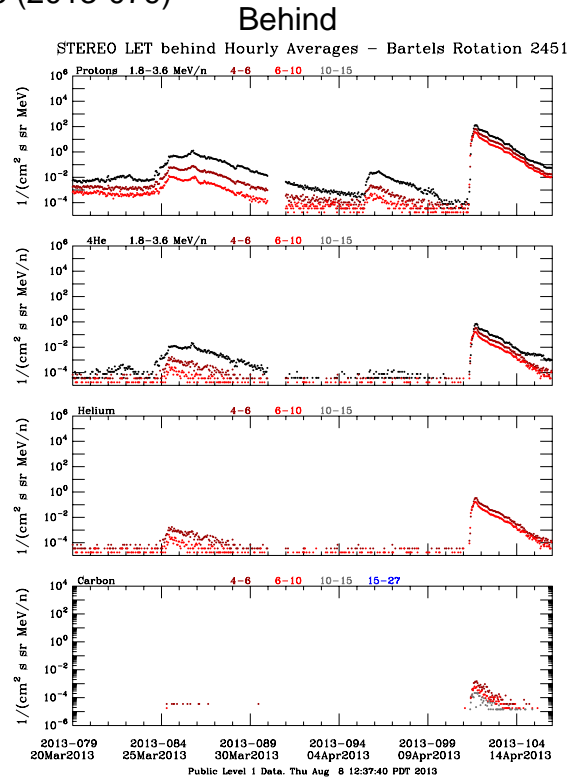 (2013-079)
Behind
STEREO LET behind Hourly Averages – Bartels Rotation 2451
Protons 1.8–3.6 MeV/n 4–6 6–10 10–15
1/(cm² s sr MeV)
10⁶
10⁴
10²
10⁰
10⁻²
10⁻⁴
4He 1.8–3.6 MeV/n 4–6 6–10 10–15
1/(cm² s sr MeV/n)
10⁶
10⁴
10²
10⁰
10⁻²
10⁻⁴
Helium 4–6 6–10 10–15
1/(cm² s sr MeV/n)
10⁶
10⁴
10²
10⁰
10⁻²
10⁻⁴
Carbon 4–6 6–10 10–15 15–27
1/(cm² s sr MeV/n)
10⁴
10²
10⁰
10⁻²
10⁻⁴
10⁻⁶
2013–079 2013–084 2013–089 2013–094 2013–099 2013–104
20Mar2013 25Mar2013 30Mar2013 04Apr2013 09Apr2013 14Apr2013
Public Level 1 Data. Thu Aug 8 12:37:40 PDT 2013